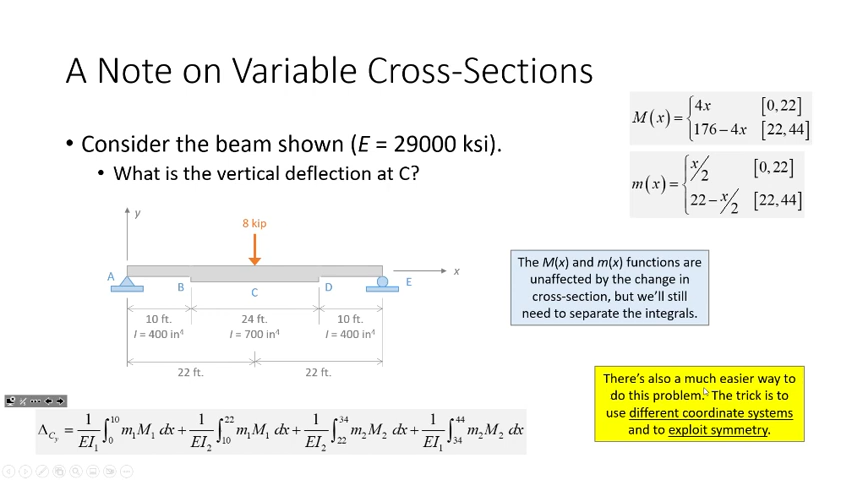 A Note on Variable Cross-Sections
• Consider the beam shown (E = 29000 ksi).
• What is the vertical deflection at C?
M(x) = { 4x [0,22]
176 − 4x [22,44]
m(x) = { x/2 [0,22]
22 − x/2 [22,44]
y
8 kip
x
A
B
C
D
E
10 ft. 24 ft. 10 ft.
I = 400 in⁴ I = 700 in⁴ I = 400 in⁴
22 ft. 22 ft.
The M(x) and m(x) functions are
unaffected by the change in
cross-section, but we'll still
need to separate the integrals.
There's also a much easier way to
do this problem. The trick is to
use different coordinate systems
and to exploit symmetry.
Λ_Cy = 1/EI₁ ∫₀¹⁰ m₁M₁ dx + 1/EI₂ ∫₁₀²² m₁M₁ dx + 1/EI₂ ∫₂₂³⁴ m₂M₂ dx + 1/EI₁ ∫₃₄⁴⁴ m₂M₂ dx